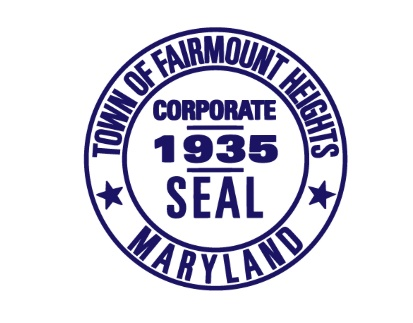 TOWN OF FAIRMOUNT HEIGHTS
CORPORATE
1935
SEAL
MARYLAND